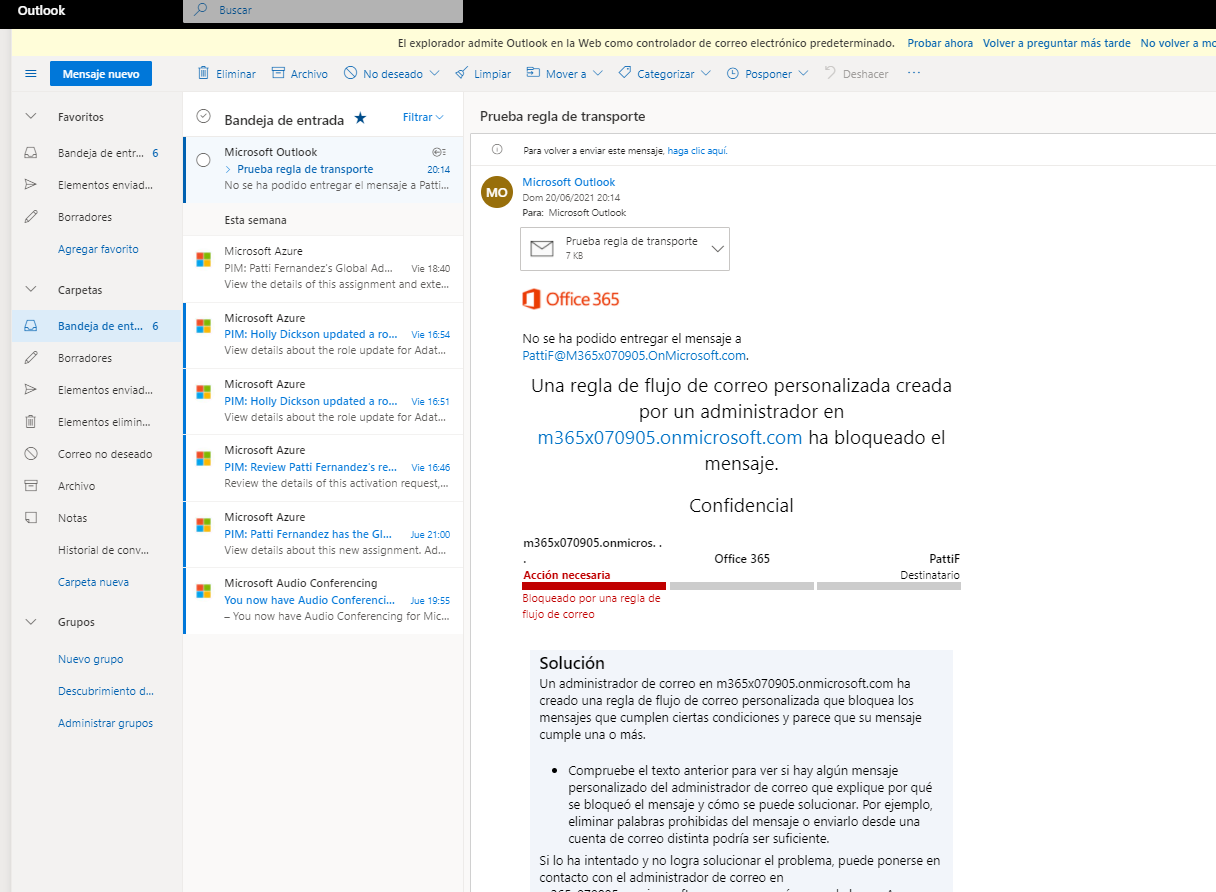 Outlook
Buscar
El explorador admite Outlook en la Web como controlador de correo electrónico predeterminado. Probar ahora Volver a preguntar más tarde No volver a mo
Mensaje nuevo
Eliminar Archivo No deseado Limpiar Mover a Categorizar Posponer Deshacer ...
Favoritos
Bandeja de entr... 6
Elementos enviad...
Borradores
Agregar favorito
Carpetas
Bandeja de ent... 6
Borradores
Elementos enviad...
Elementos elimin...
Correo no deseado
Archivo
Notas
Historial de conv...
Carpeta nueva
Grupos
Nuevo grupo
Descubrimiento d...
Administrar grupos
Bandeja de entrada ★ Filtrar
Microsoft Outlook
Prueba regla de transporte 20:14
No se ha podido entregar el mensaje a Patti...
Esta semana
Microsoft Azure
PIM: Patti Fernandez's Global Ad... Vie 18:40
View the details of this assignment and exte...
Microsoft Azure
PIM: Holly Dickson updated a ro... Vie 16:54
View details about the role update for Adat...
Microsoft Azure
PIM: Holly Dickson updated a ro... Vie 16:51
View details about the role update for Adat...
Microsoft Azure
PIM: Review Patti Fernandez's re... Vie 16:46
Review the details of this activation request,...
Microsoft Azure
PIM: Patti Fernandez has the Gl... Jue 21:00
View details about this new assignment. Ad...
Microsoft Audio Conferencing
You now have Audio Conferenci... Jue 19:55
– You now have Audio Conferencing for Mic...
Prueba regla de transporte
Para volver a enviar este mensaje, haga clic aquí.
MO
Microsoft Outlook
Dom 20/06/2021 20:14
Para: Microsoft Outlook
Prueba regla de transporte
7 KB
Office 365
No se ha podido entregar el mensaje a
PattiF@M365x070905.OnMicrosoft.com.
Una regla de flujo de correo personalizada creada
por un administrador en
m365x070905.onmicrosoft.com ha bloqueado el
mensaje.
Confidencial
m365x070905.onmicros. .
. Office 365 PattiF
Acción necesaria Destinatario
Bloqueado por una regla de
flujo de correo
Solución
Un administrador de correo en m365x070905.onmicrosoft.com ha
creado una regla de flujo de correo personalizada que bloquea los
mensajes que cumplen ciertas condiciones y parece que su mensaje
cumple una o más.
• Compruebe el texto anterior para ver si hay algún mensaje
personalizado del administrador de correo que explique por qué
se bloqueó el mensaje y cómo se puede solucionar. Por ejemplo,
eliminar palabras prohibidas del mensaje o enviarlo desde una
cuenta de correo distinta podría ser suficiente.
Si lo ha intentado y no logra solucionar el problema, puede ponerse en
contacto con el administrador de correo en